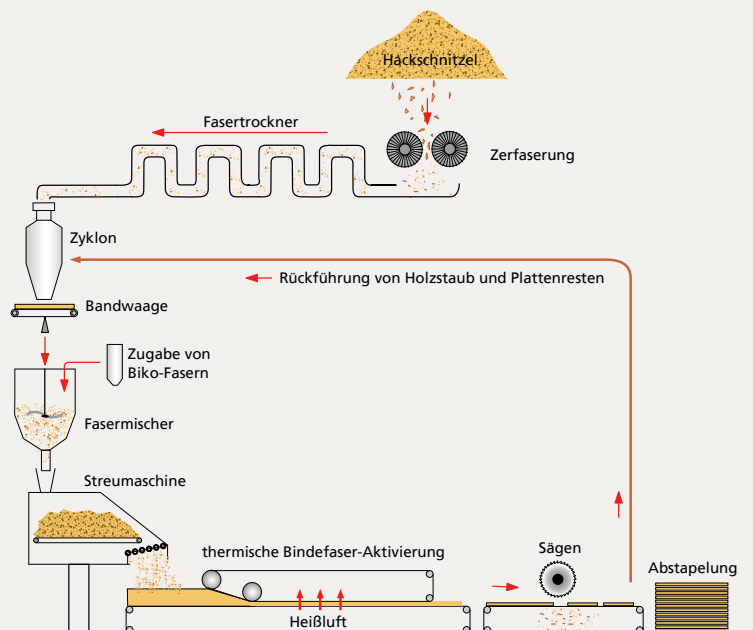 Hackschnitzel
Fasertrockner
Zerfaserung
Zyklon
Rückführung von Holzstaub und Plattenresten
Bandwaage
Zugabe von
Biko-Fasern
Fasermischer
Streumaschine
thermische Bindefaser-Aktivierung
Sägen
Abstapelung
Heißluft